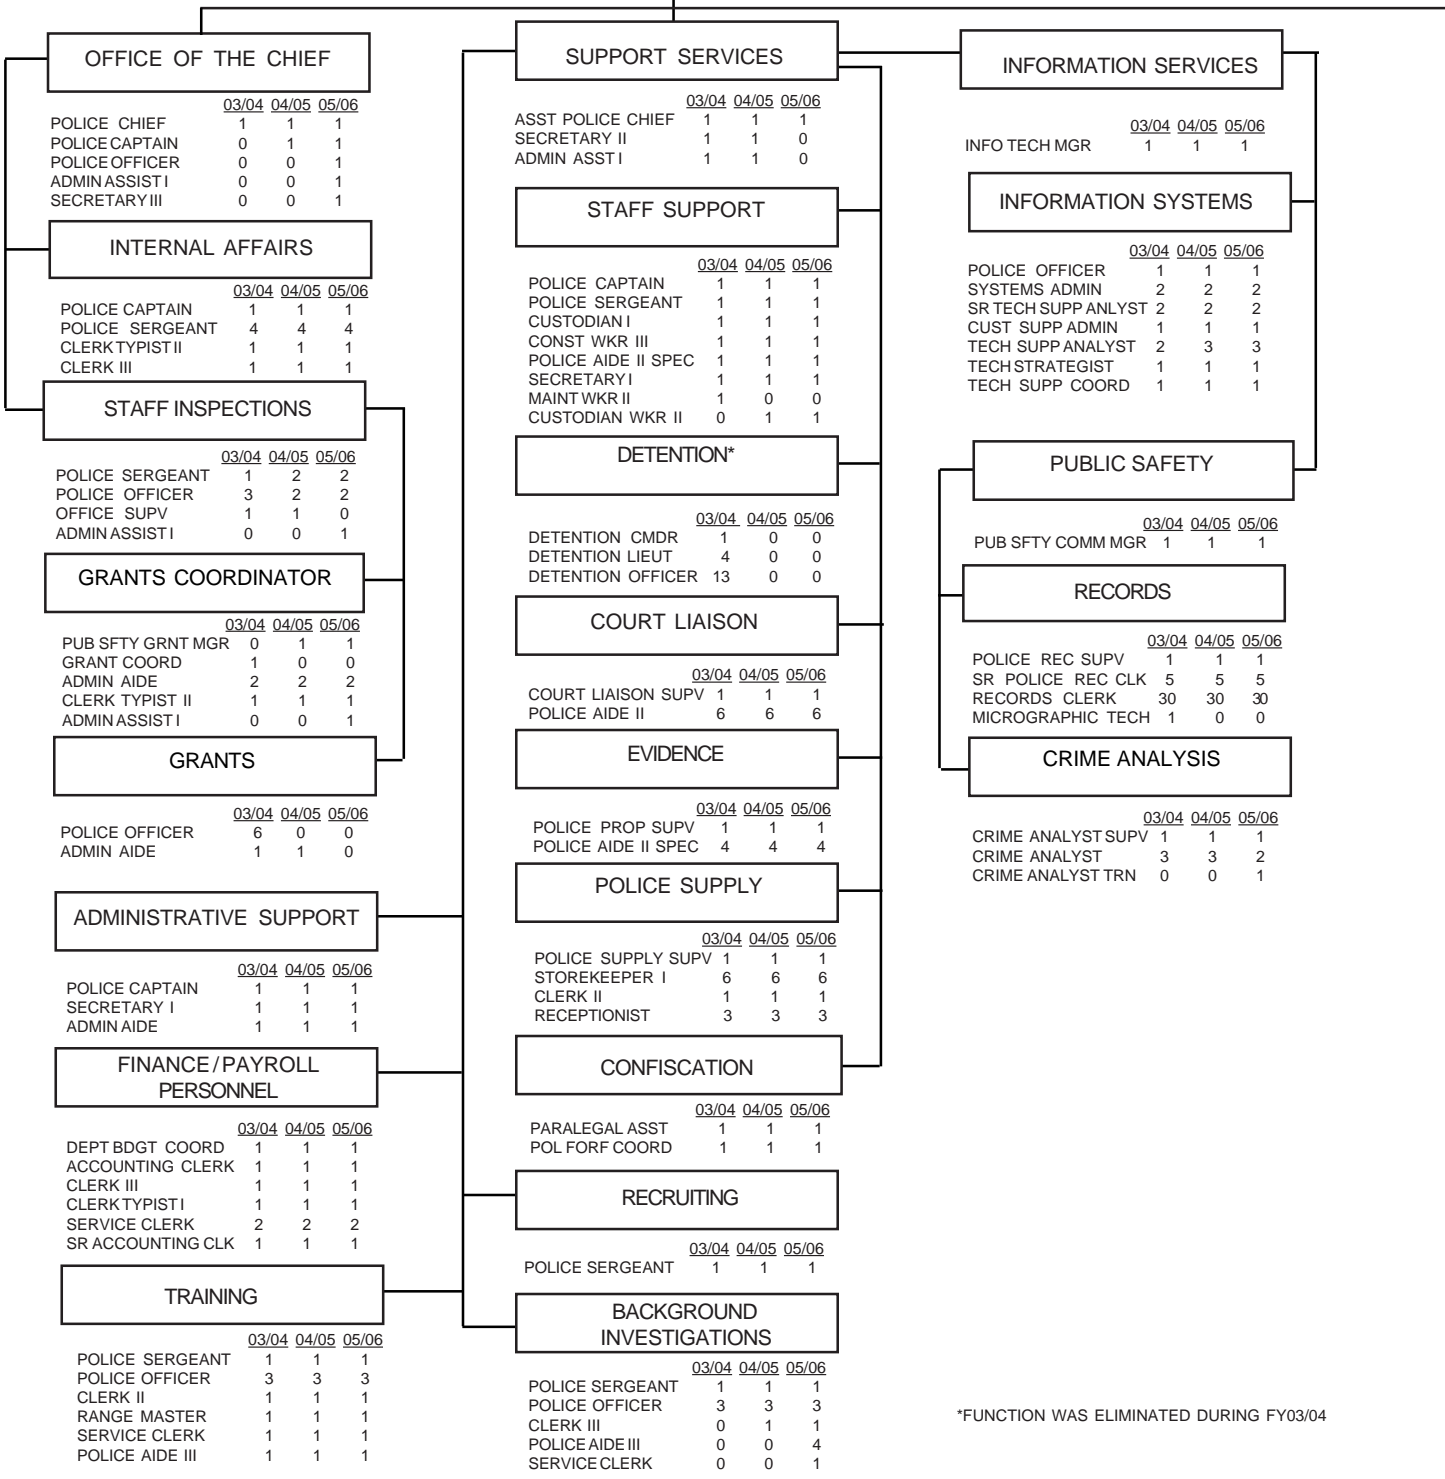 OFFICE OF THE CHIEF
03/04 04/05 05/06
POLICE CHIEF 1 1 1
POLICE CAPTAIN 0 1 1
POLICE OFFICER 0 0 1
ADMIN ASSIST I 0 0 1
SECRETARY III 0 0 1
INTERNAL AFFAIRS
03/04 04/05 05/06
POLICE CAPTAIN 1 1 1
POLICE SERGEANT 4 4 4
CLERK TYPIST II 1 1 1
CLERK III 1 1 1
STAFF INSPECTIONS
03/04 04/05 05/06
POLICE SERGEANT 1 2 2
POLICE OFFICER 3 2 2
OFFICE SUPV 1 1 0
ADMIN ASSIST I 0 0 1
GRANTS COORDINATOR
03/04 04/05 05/06
PUB SFTY GRNT MGR 0 1 1
GRANT COORD 1 0 0
ADMIN AIDE 2 2 2
CLERK TYPIST II 1 1 1
ADMIN ASSIST I 0 0 1
GRANTS
03/04 04/05 05/06
POLICE OFFICER 6 0 0
ADMIN AIDE 1 1 0
ADMINISTRATIVE SUPPORT
03/04 04/05 05/06
POLICE CAPTAIN 1 1 1
SECRETARY I 1 1 1
ADMIN AIDE 1 1 1
FINANCE/PAYROLL
PERSONNEL
03/04 04/05 05/06
DEPT BDGT COORD 1 1 1
ACCOUNTING CLERK 1 1 1
CLERK III 1 1 1
CLERK TYPIST I 1 1 1
SERVICE CLERK 2 2 2
SR ACCOUNTING CLK 1 1 1
TRAINING
03/04 04/05 05/06
POLICE SERGEANT 1 1 1
POLICE OFFICER 3 3 3
CLERK II 1 1 1
RANGE MASTER 1 1 1
SERVICE CLERK 1 1 1
POLICE AIDE III 1 1 1
SUPPORT SERVICES
03/04 04/05 05/06
ASST POLICE CHIEF 1 1 1
SECRETARY II 1 1 0
ADMIN ASST I 1 1 0
STAFF SUPPORT
03/04 04/05 05/06
POLICE CAPTAIN 1 1 1
POLICE SERGEANT 1 1 1
CUSTODIAN I 1 1 1
CONST WKR III 1 1 1
POLICE AIDE II SPEC 1 1 1
SECRETARY I 1 1 1
MAINT WKR II 1 0 0
CUSTODIAN WKR II 0 1 1
DETENTION*
03/04 04/05 05/06
DETENTION CMDR 1 0 0
DETENTION LIEUT 4 0 0
DETENTION OFFICER 13 0 0
COURT LIAISON
03/04 04/05 05/06
COURT LIAISON SUPV 1 1 1
POLICE AIDE II 6 6 6
EVIDENCE
03/04 04/05 05/06
POLICE PROP SUPV 1 1 1
POLICE AIDE II SPEC 4 4 4
POLICE SUPPLY
03/04 04/05 05/06
POLICE SUPPLY SUPV 1 1 1
STOREKEEPER I 6 6 6
CLERK II 1 1 1
RECEPTIONIST 3 3 3
CONFISCATION
03/04 04/05 05/06
PARALEGAL ASST 1 1 1
POL FORF COORD 1 1 1
RECRUITING
03/04 04/05 05/06
POLICE SERGEANT 1 1 1
BACKGROUND
INVESTIGATIONS
03/04 04/05 05/06
POLICE SERGEANT 1 1 1
POLICE OFFICER 3 3 3
CLERK III 0 1 1
POLICE AIDE III 0 0 4
SERVICE CLERK 0 0 1
INFORMATION SERVICES
03/04 04/05 05/06
INFO TECH MGR 1 1 1
INFORMATION SYSTEMS
03/04 04/05 05/06
POLICE OFFICER 1 1 1
SYSTEMS ADMIN 2 2 2
SR TECH SUPP ANLYST 2 2 2
CUST SUPP ADMIN 1 1 1
TECH SUPP ANALYST 2 3 3
TECH STRATEGIST 1 1 1
TECH SUPP COORD 1 1 1
PUBLIC SAFETY
03/04 04/05 05/06
PUB SFTY COMM MGR 1 1 1
RECORDS
03/04 04/05 05/06
POLICE REC SUPV 1 1 1
SR POLICE REC CLK 5 5 5
RECORDS CLERK 30 30 30
MICROGRAPHIC TECH 1 0 0
CRIME ANALYSIS
03/04 04/05 05/06
CRIME ANALYST SUPV 1 1 1
CRIME ANALYST 3 3 2
CRIME ANALYST TRN 0 0 1
*FUNCTION WAS ELIMINATED DURING FY03/04